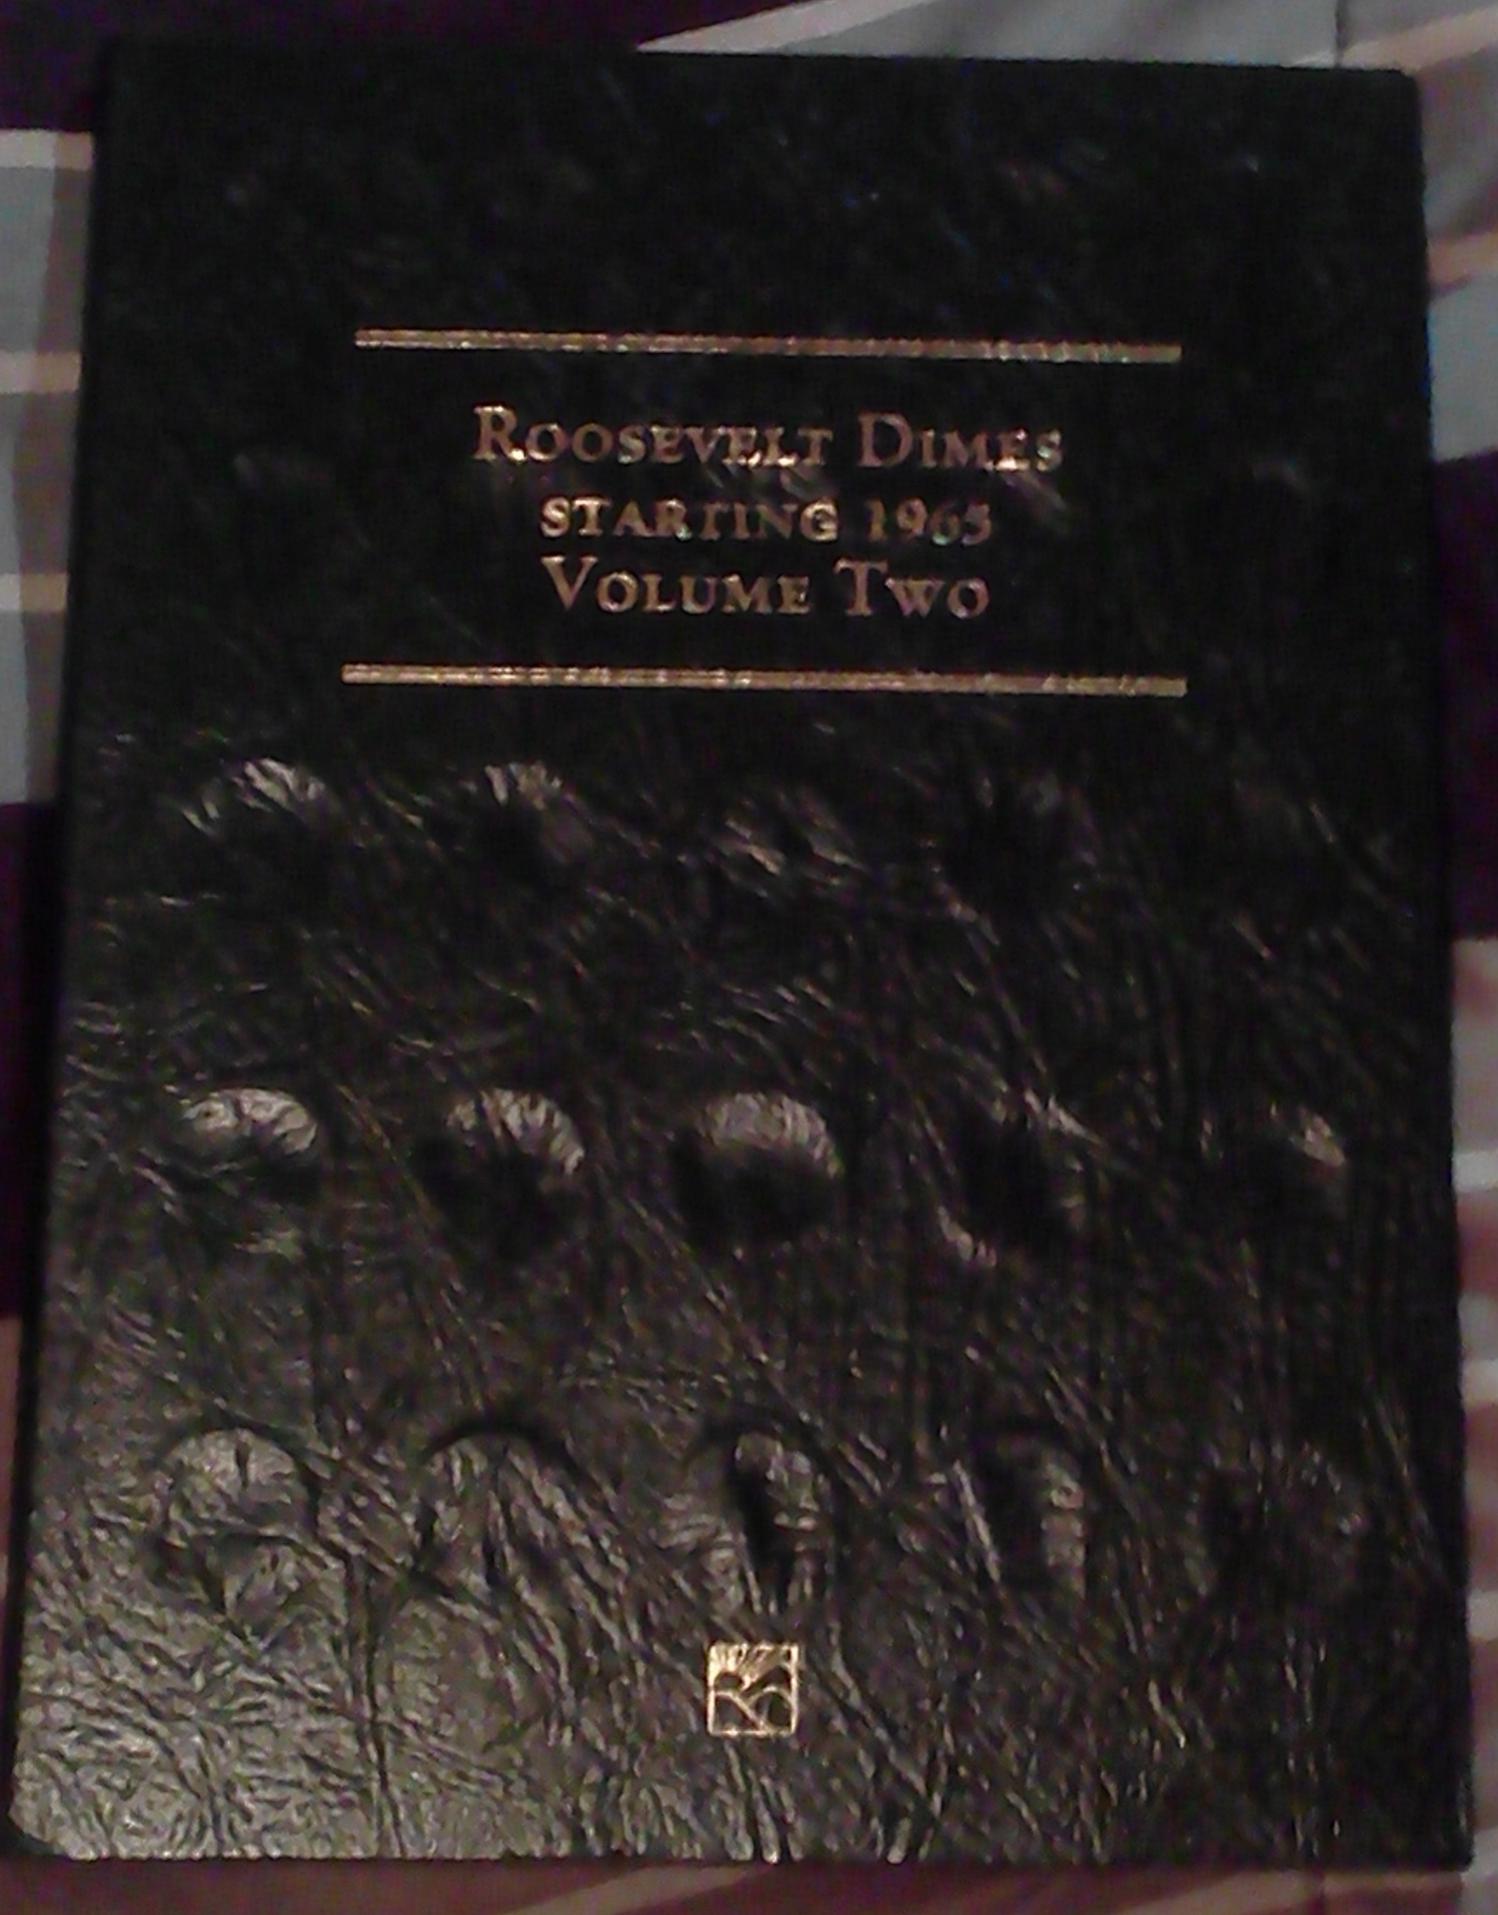 ROOSEVELT DIMES
STARTING 1965
VOLUME TWO